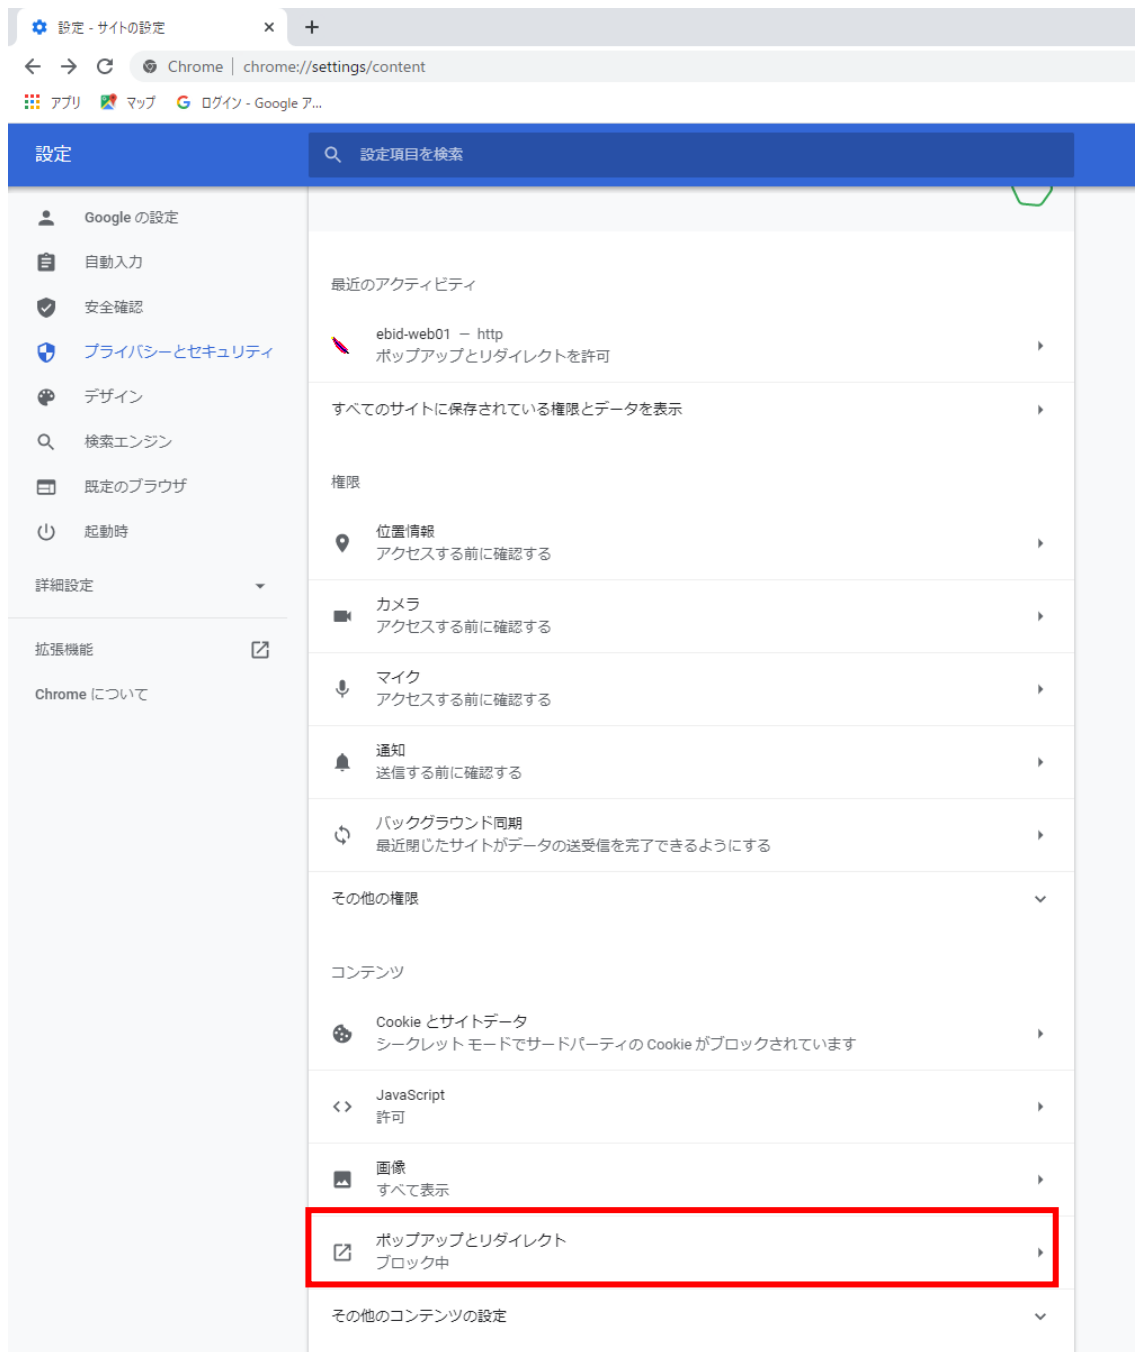 設定 - サイトの設定
Chrome | chrome://settings/content
アプリ マップ ログイン - Google ア...
設定
設定項目を検索
Google の設定
自動入力
安全確認
プライバシーとセキュリティ
デザイン
検索エンジン
既定のブラウザ
起動時
詳細設定
拡張機能
Chrome について
最近のアクティビティ
ebid-web01 — http
ポップアップとリダイレクトを許可
すべてのサイトに保存されている権限とデータを表示
権限
位置情報
アクセスする前に確認する
カメラ
アクセスする前に確認する
マイク
アクセスする前に確認する
通知
送信する前に確認する
バックグラウンド同期
最近閉じたサイトがデータの送受信を完了できるようにする
その他の権限
コンテンツ
Cookie とサイトデータ
シークレット モードでサードパーティの Cookie がブロックされています
JavaScript
許可
画像
すべて表示
ポップアップとリダイレクト
ブロック中
その他のコンテンツの設定